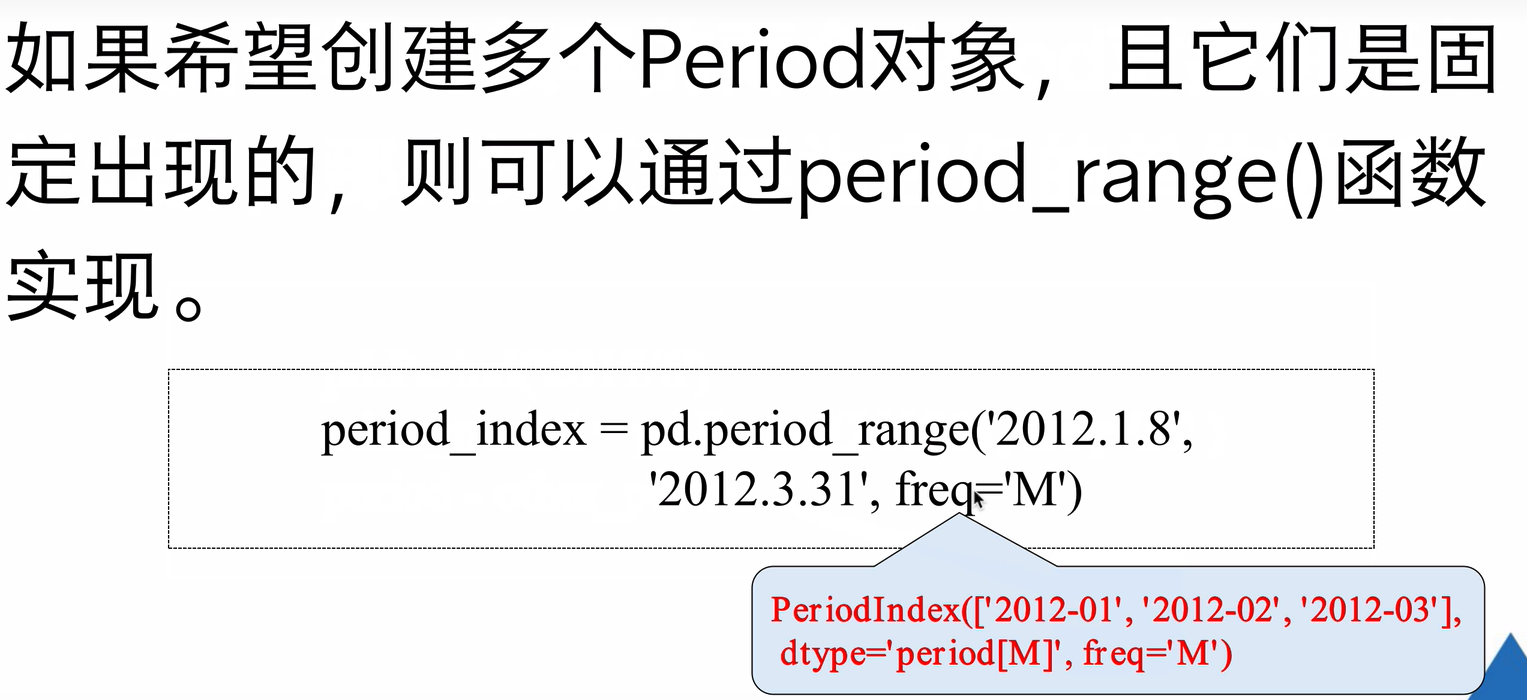 如果希望创建多个Period对象，且它们是固
定出现的，则可以通过period_range()函数
实现。
period_index = pd.period_range('2012.1.8',
'2012.3.31', freq='M')
PeriodIndex(['2012-01', '2012-02', '2012-03'],
dtype='period[M]', freq='M')